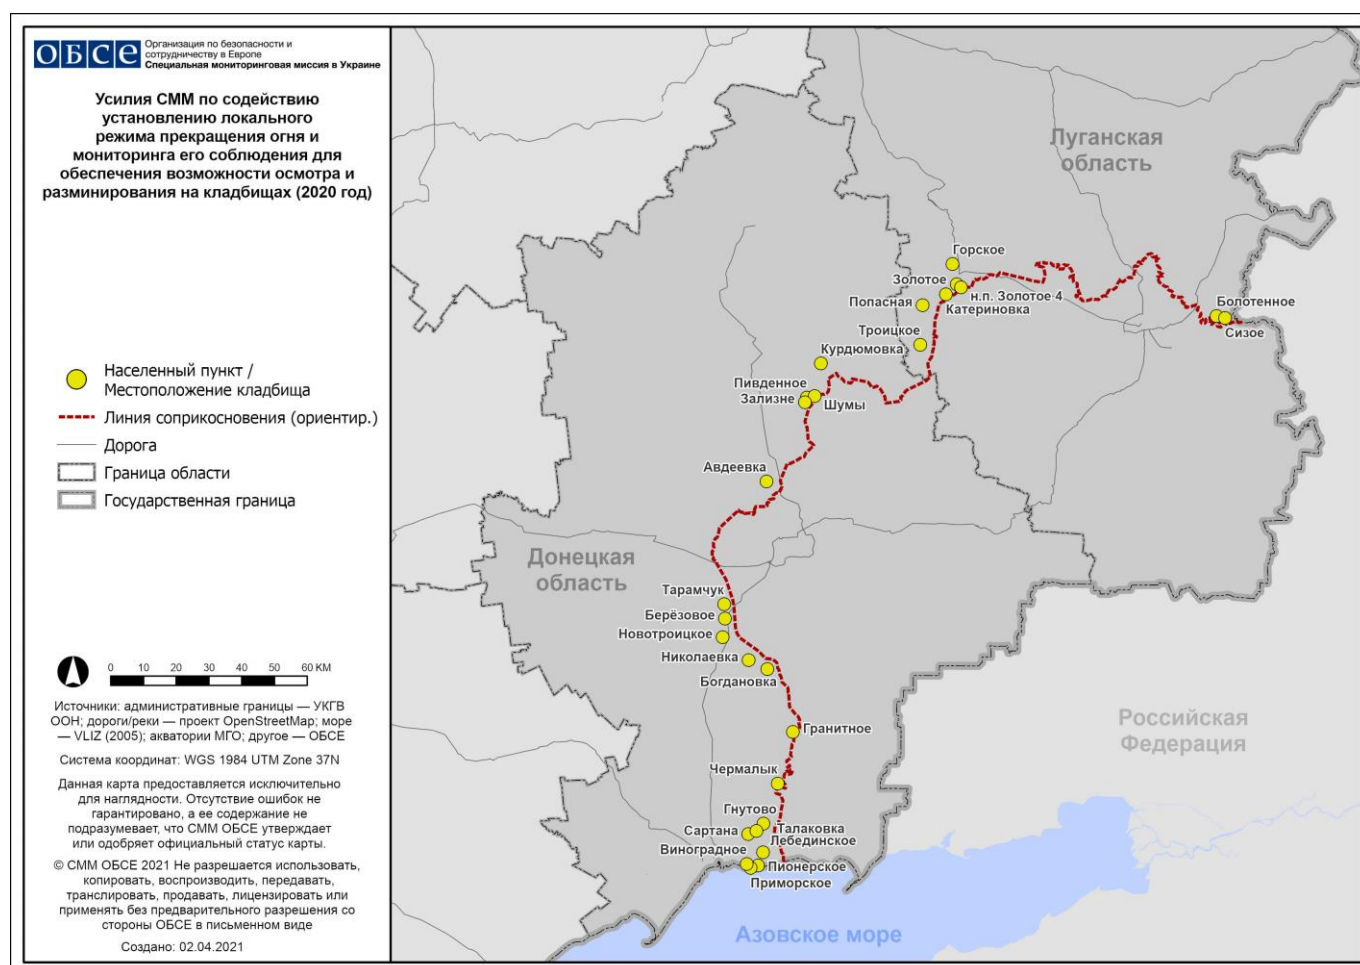 ОБСЕ
Организация по безопасности и
сотрудничеству в Европе
Специальная мониторинговая миссия в Украине
Усилия СММ по содействию
установлению локального
режима прекращения огня и
мониторинга его соблюдения для
обеспечения возможности осмотра и
разминирования на кладбищах (2020 год)
Населенный пункт /
Местоположение кладбища
Линия соприкосновения (ориентир.)
Дорога
Граница области
Государственная граница
0 10 20 30 40 50 60 KM
Источники: административные границы — УКГВ
ООН; дороги/реки — проект OpenStreetMap; море
— VLIZ (2005); акватории МГО; другое — ОБСЕ
Система координат: WGS 1984 UTM Zone 37N
Данная карта предоставляется исключительно
для наглядности. Отсутствие ошибок не
гарантировано, а ее содержание не
подразумевает, что СММ ОБСЕ утверждает
или одобряет официальный статус карты.
© СММ ОБСЕ 2021 Не разрешается использовать,
копировать, воспроизводить, передавать,
транслировать, продавать, лицензировать или
применять без предварительного разрешения со
стороны ОБСЕ в письменном виде
Создано: 02.04.2021
Луганская
область
Горское
Золотое
н.п. Золотое 4
Попасная
Катериновка
Болотенное
Сизое
Троицкое
Курдюмовка
Пивденное
Зализне
Шумы
Авдеевка
Донецкая
область
Тарамчук
Берёзовое
Новотроицкое
Николаевка
Богдановка
Гранитное
Российская
Федерация
Чермалык
Гнутово
Сартана
Талаковка
Лебединское
Виноградное
Пионерское
Приморское
Азовское море